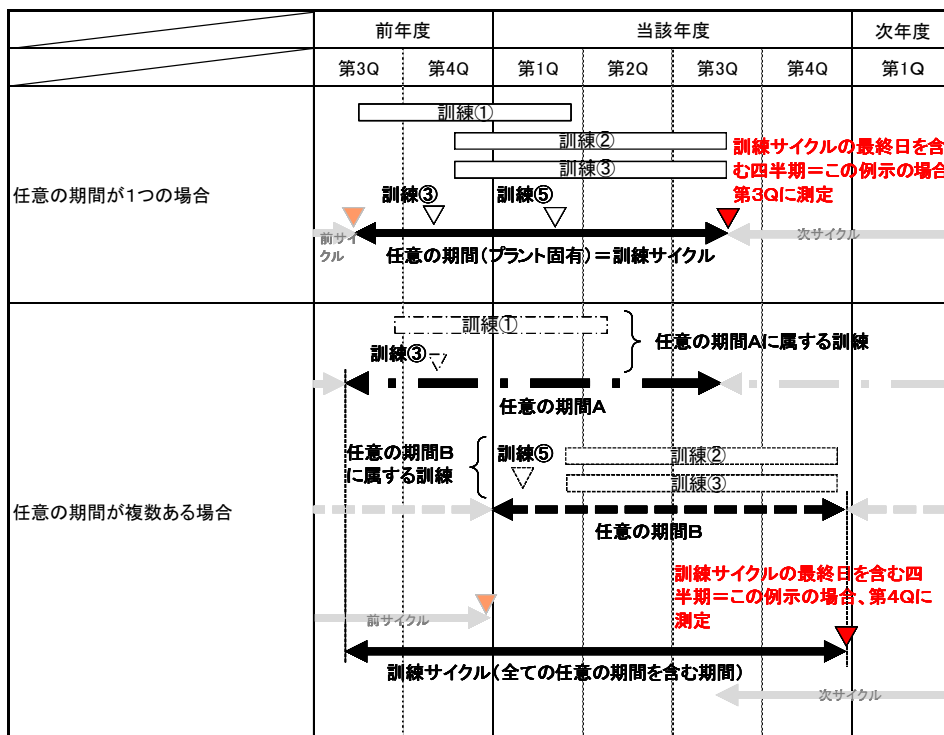 前年度
当該年度
次年度
第3Q
第4Q
第1Q
第2Q
第3Q
第4Q
第1Q
任意の期間が1つの場合
訓練①
訓練②
訓練③
訓練③
訓練⑤
訓練サイクルの最終日を含
む四半期＝この例示の場合
第3Qに測定
前サイ
クル
次サイクル
任意の期間(プラント固有)＝訓練サイクル
任意の期間が複数ある場合
訓練①
訓練③
任意の期間Aに属する訓練
任意の期間A
任意の期間B
に属する訓練
訓練⑤
訓練②
訓練③
任意の期間B
訓練サイクルの最終日を含む四
半期＝この例示の場合、第4Qに
測定
前サイクル
訓練サイクル(全ての任意の期間を含む期間)
次サイクル